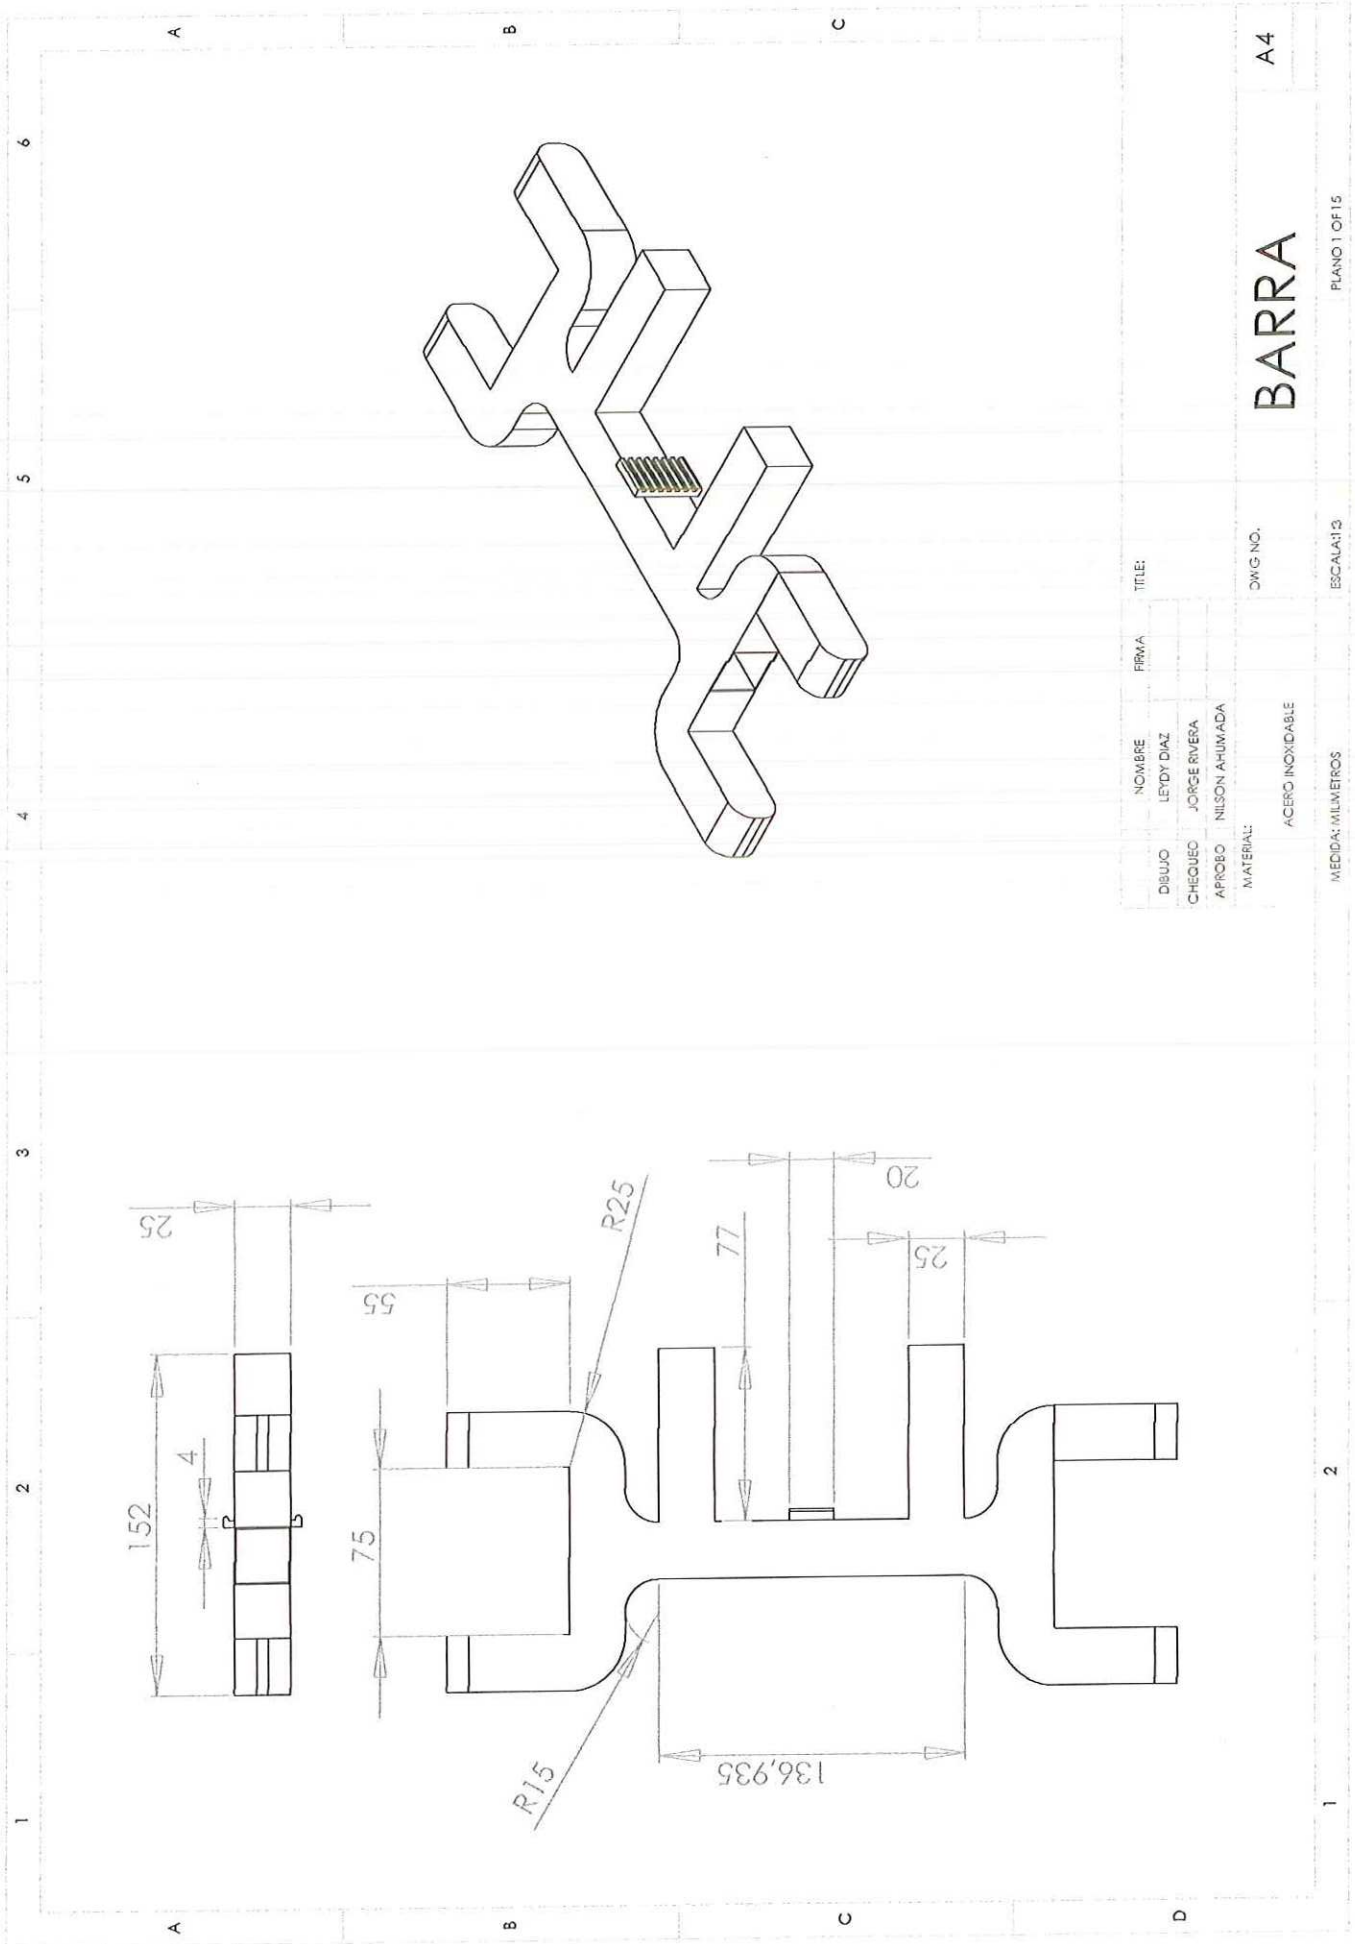 1
2
3
4
5
6
A
A
B
B
C
C
D
1
2
152
4
25
55
75
R25
R15
77
20
25
136,935
NOMBRE FIRMA TITLE:
DIBUJO LEYDY DIAZ
CHEQUEO JORGE RIVERA
APROBO NILSON AHUMADA
MATERIAL:
ACERO INOXIDABLE
DWG NO.
BARRA
A4
MEDIDA: MILIMETROS
ESCALA:1:3
PLANO 1 OF 15